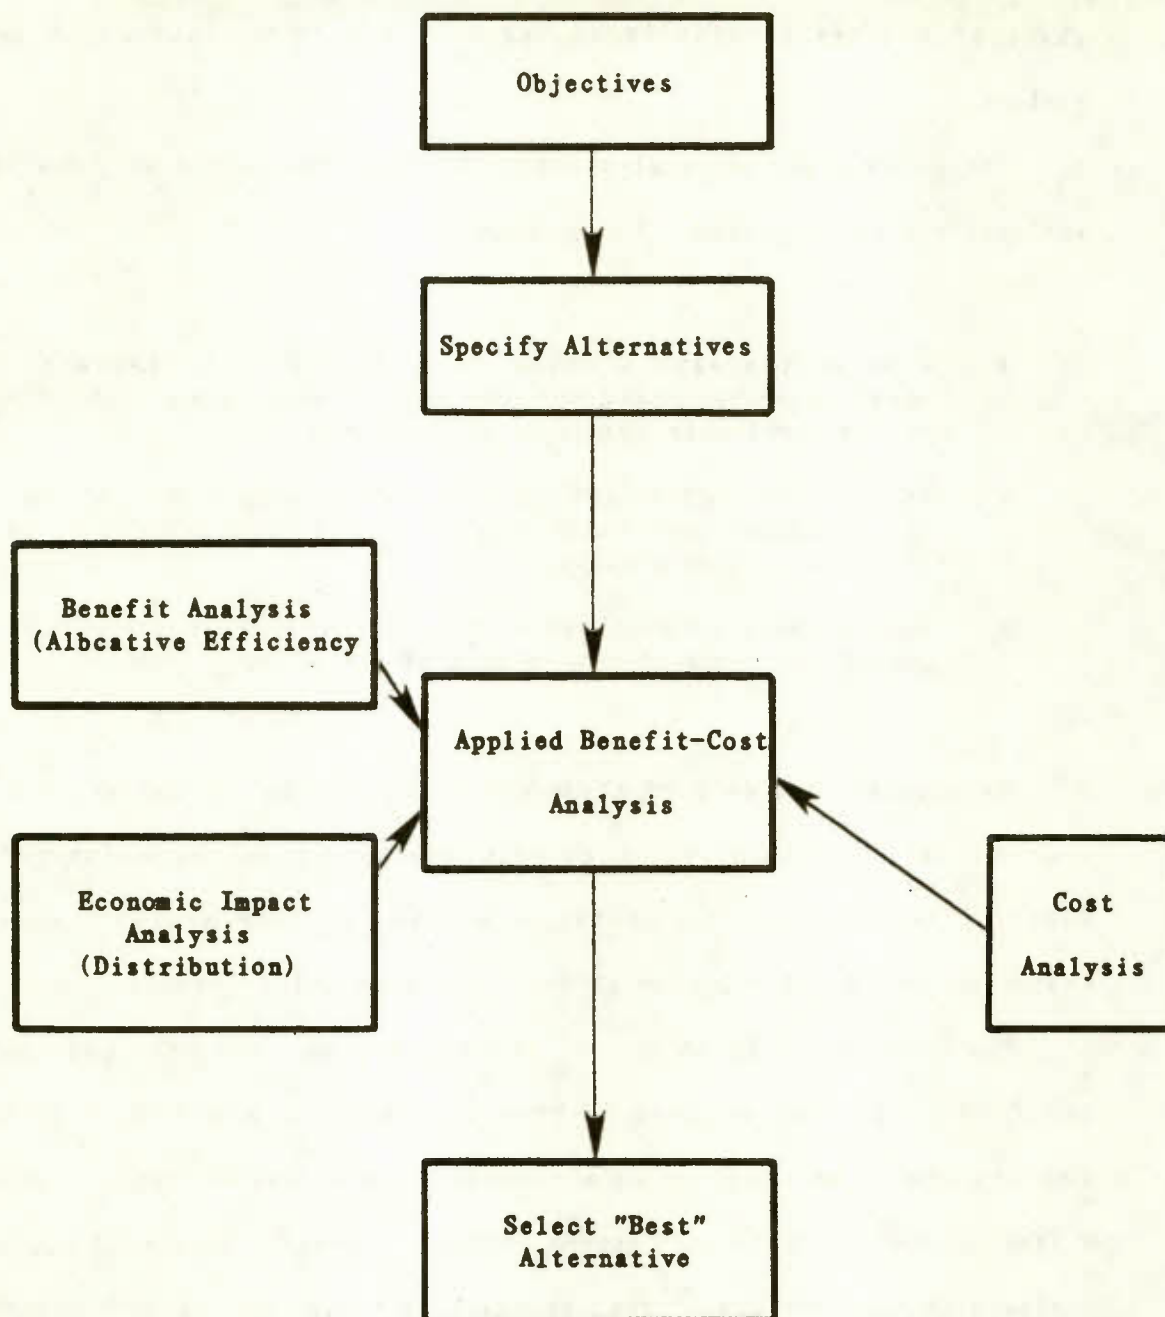 Objectives
Specify Alternatives
Benefit Analysis
(Albcative Efficiency
Applied Benefit-Cost
Analysis
Economic Impact
Analysis
(Distribution)
Cost
Analysis
Select "Best"
Alternative